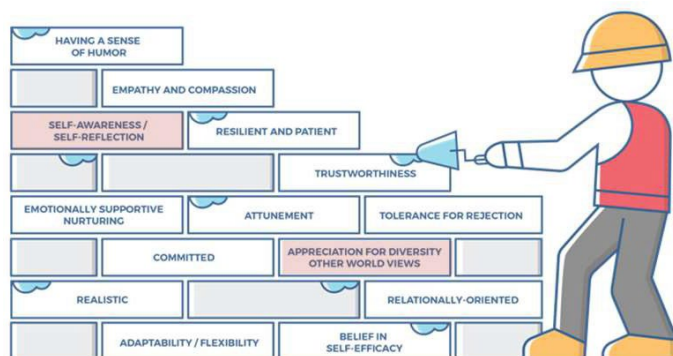 HAVING A SENSE
OF HUMOR
EMPATHY AND COMPASSION
SELF-AWARENESS /
SELF-REFLECTION
RESILIENT AND PATIENT
TRUSTWORTHINESS
EMOTIONALLY SUPPORTIVE
NURTURING
ATTUNEMENT
TOLERANCE FOR REJECTION
COMMITTED
APPRECIATION FOR DIVERSITY
OTHER WORLD VIEWS
REALISTIC
RELATIONALLY-ORIENTED
ADAPTABILITY / FLEXIBILITY
BELIEF IN
SELF-EFFICACY